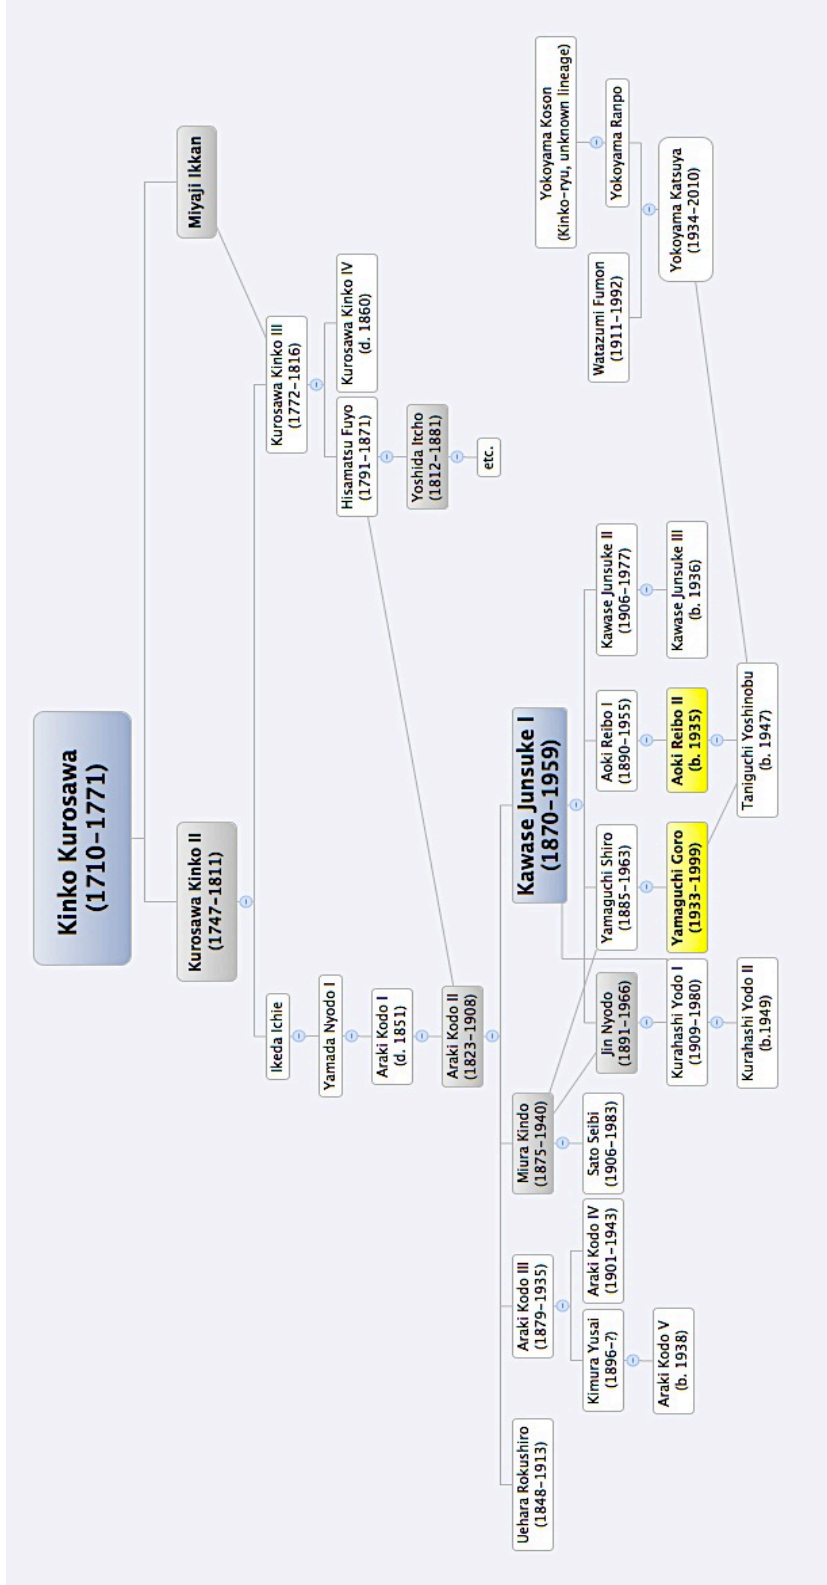 Kinko Kurosawa
(1710-1771)
Kurosawa Kinko II
(1747-1811)
Miyaji Ikkan
Ikeda Ichie
Kurosawa Kinko III
(1772-1816)
Yamada Nyodo I
Hisamatsu Fuyo
(1791-1871)
Kurosawa Kinko IV
(d. 1860)
Araki Kodo I
(d. 1851)
Yoshida Itcho
(1812-1881)
Araki Kodo II
(1823-1908)
etc.
Uehara Rokushiro
(1848-1913)
Araki Kodo III
(1879-1935)
Miura Kindo
(1875-1940)
Kawase Junsuke I
(1870-1959)
Yokoyama Koson
(Kinko-ryu, unknown lineage)
Kimura Yusai
(1896-?)
Araki Kodo IV
(1901-1943)
Sato Seibi
(1906-1983)
Jin Nyodo
(1891-1966)
Yamaguchi Shiro
(1885-1963)
Aoki Reibo I
(1890-1955)
Kawase Junsuke II
(1906-1977)
Watazumi Fumon
(1911-1992)
Yokoyama Ranpo
Araki Kodo V
(b. 1938)
Kurahashi Yodo I
(1909-1980)
Yamaguchi Goro
(1933-1999)
Aoki Reibo II
(b. 1935)
Kawase Junsuke III
(b. 1936)
Yokoyama Katsuya
(1934-2010)
Kurahashi Yodo II
(b.1949)
Taniguchi Yoshinobu
(b. 1947)